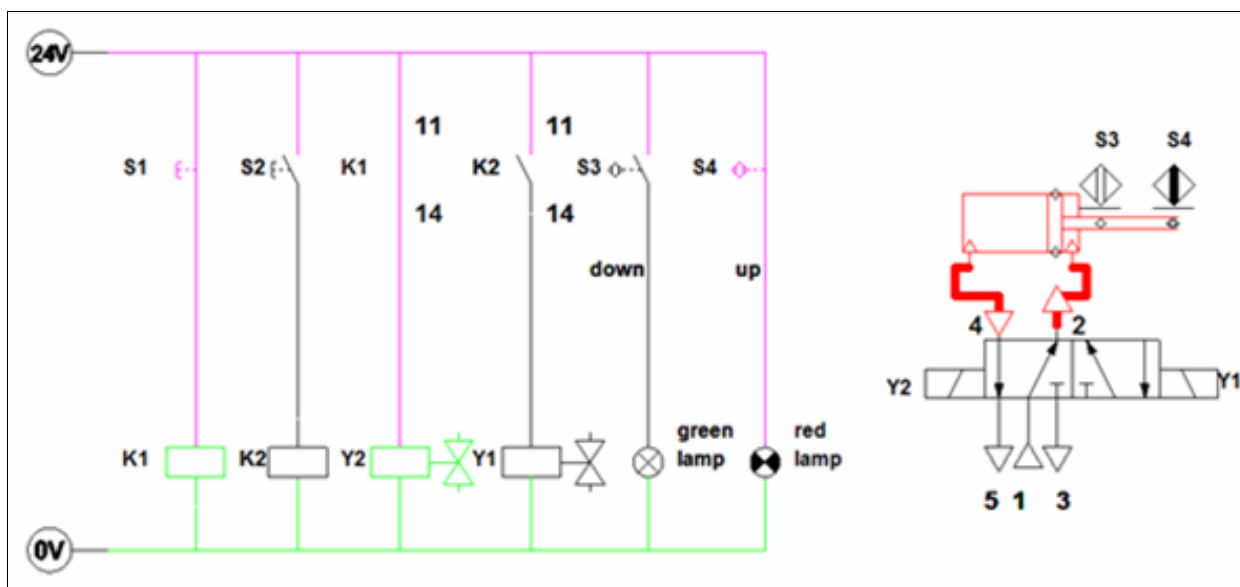 24V
11 11
S1 S2 K1 K2 S3 S4
14 14
down up
green lamp
red lamp
K1 K2 Y2 Y1
0V
S3 S4
4 2
Y2 Y1
5 1 3